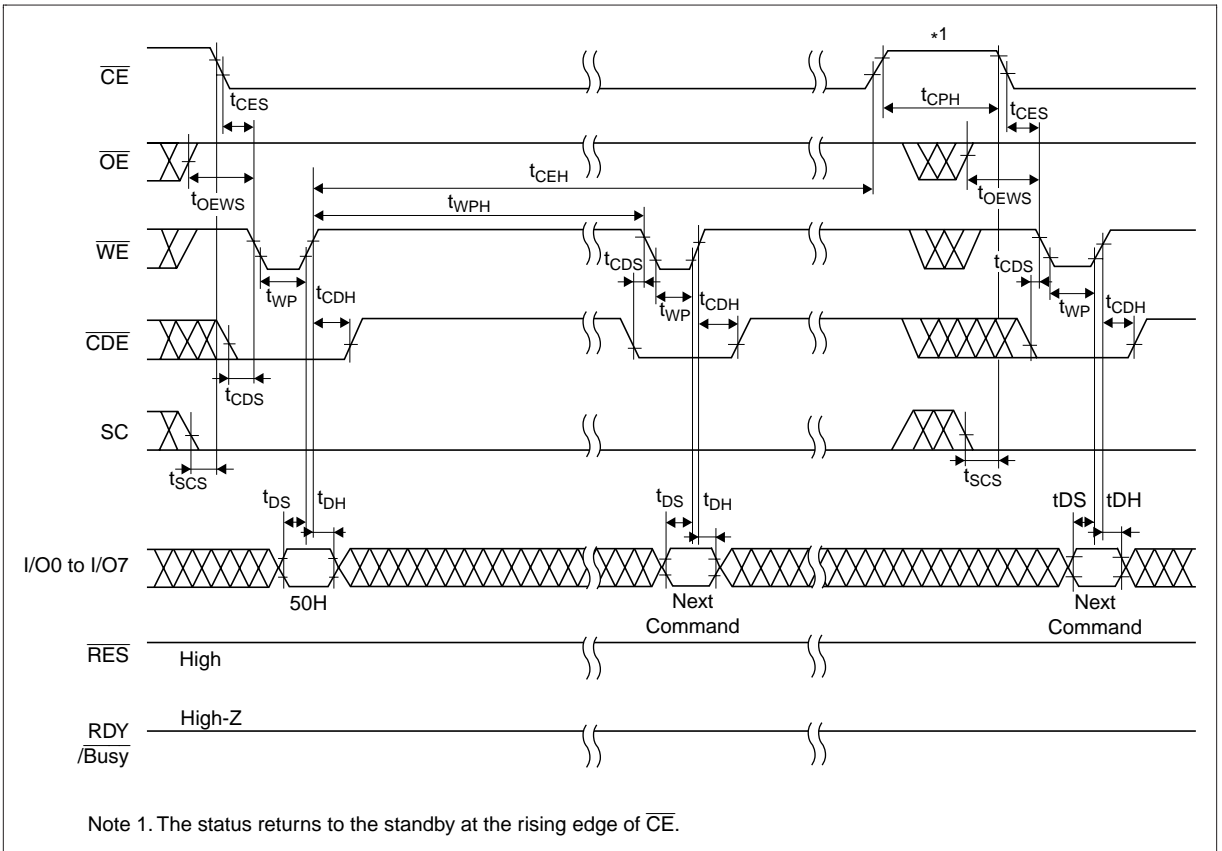 *1
CE
tCES
tCPH
tCES
OE
tCEH
tOEWS
tOEWS
tWPH
WE
tCDS
tCDS
tWP
tCDH
tWP
tCDH
tWP
tCDH
CDE
tCDS
SC
tSCS
tSCS
tDS
tDH
tDS
tDH
tDS
tDH
I/O0 to I/O7
50H
Next
Command
Next
Command
RES
High
High-Z
RDY
/Busy
Note 1. The status returns to the standby at the rising edge of CE.